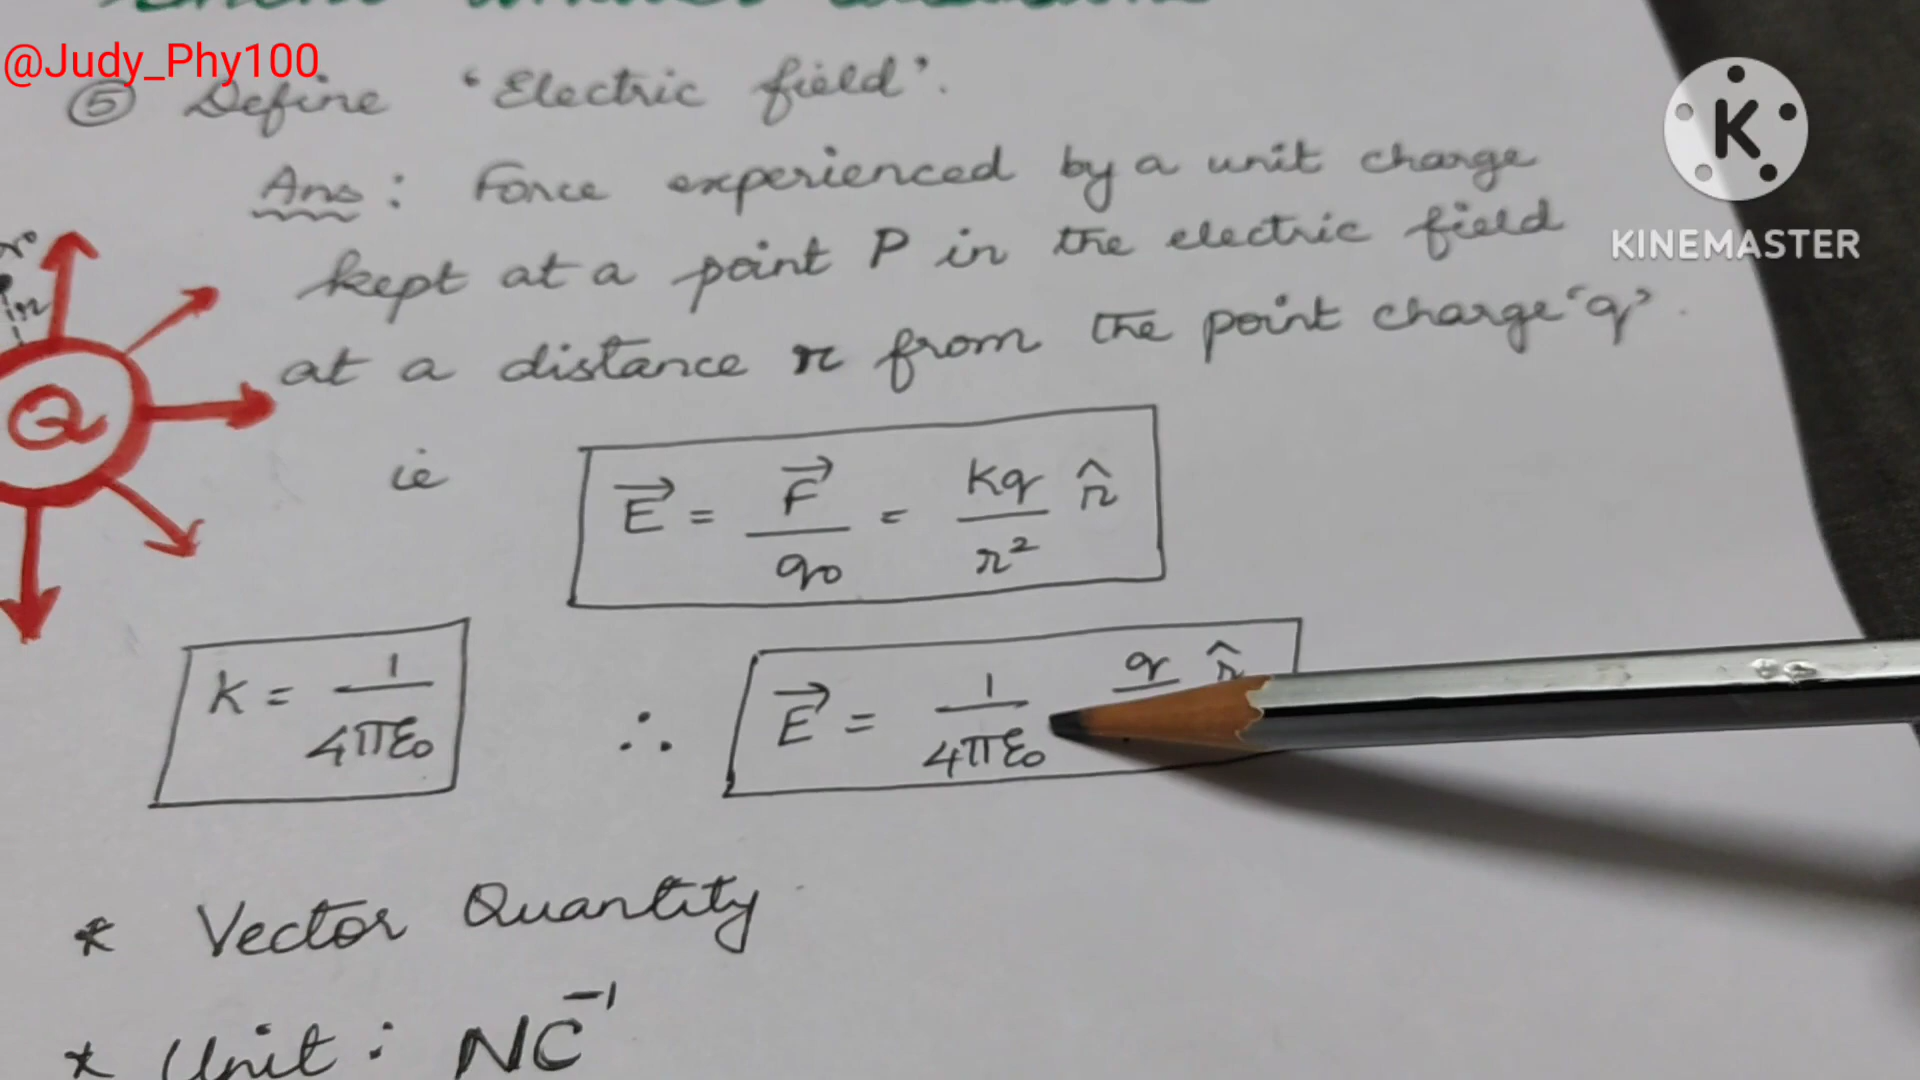 @Judy_Phy100
⑤ Define 'Electric field'.
Ans: Force experienced by a unit charge
kept at a point P in the electric field
at a distance r from the point charge 'q'.
ie E⃗ = F⃗/q₀ = kq/r² r̂
Q
K = 1/4πε₀ ∴ E⃗ = 1/4πε₀ q r̂
* Vector Quantity
* Unit: NC⁻¹
K
KINEMASTER